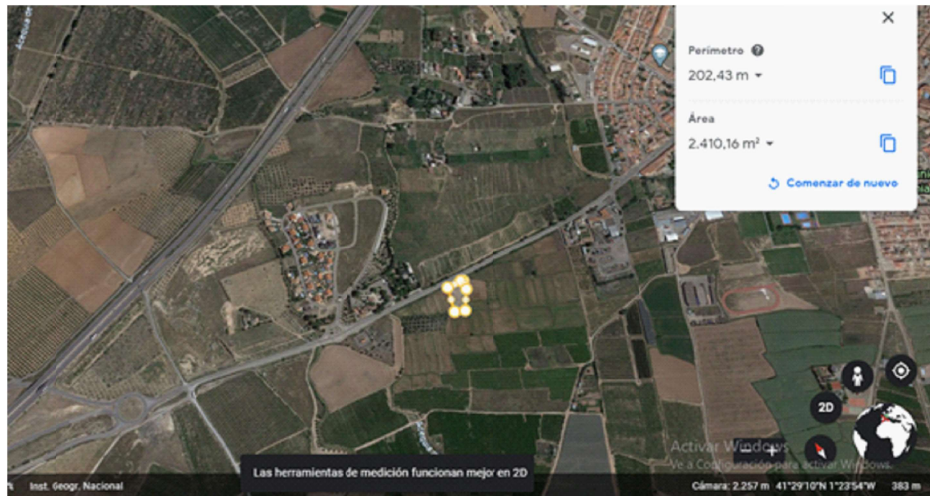 Perímetro
202,43 m
Área
2.410,16 m²
Comenzar de nuevo
2D
Activar Windows
Ve a Configuración para activar Windows.
Las herramientas de medición funcionan mejor en 2D
Inst. Geogr. Nacional
Cámara: 2.257 m 41°29'10"N 1°23'54"W 383 m